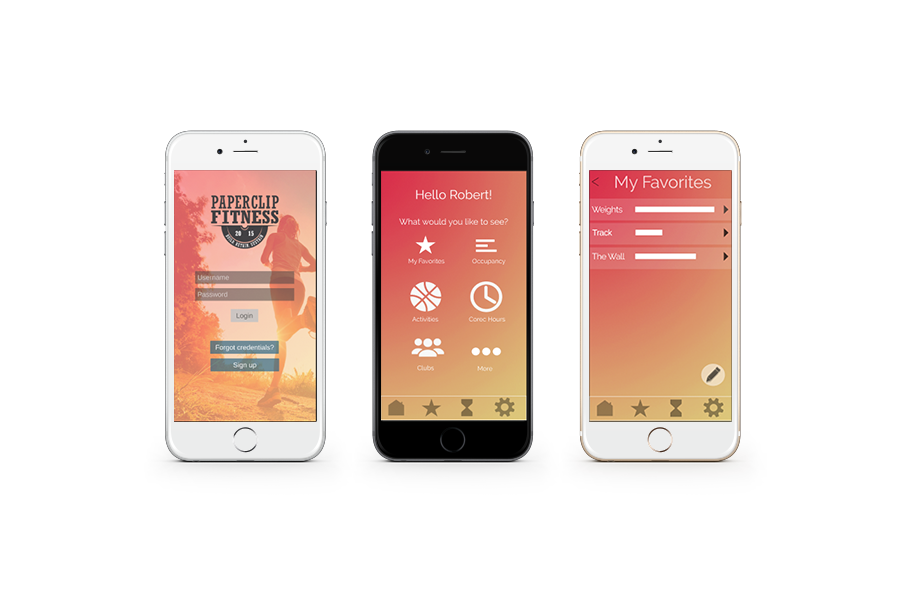 PAPERCLIP
FITNESS
20 15
Username
Password
Login
Forgot credentials?
Sign up
Hello Robert!
What would you like to see?
My Favorites
Occupancy
Activities
Corec Hours
Clubs
More
< My Favorites
Weights
Track
The Wall